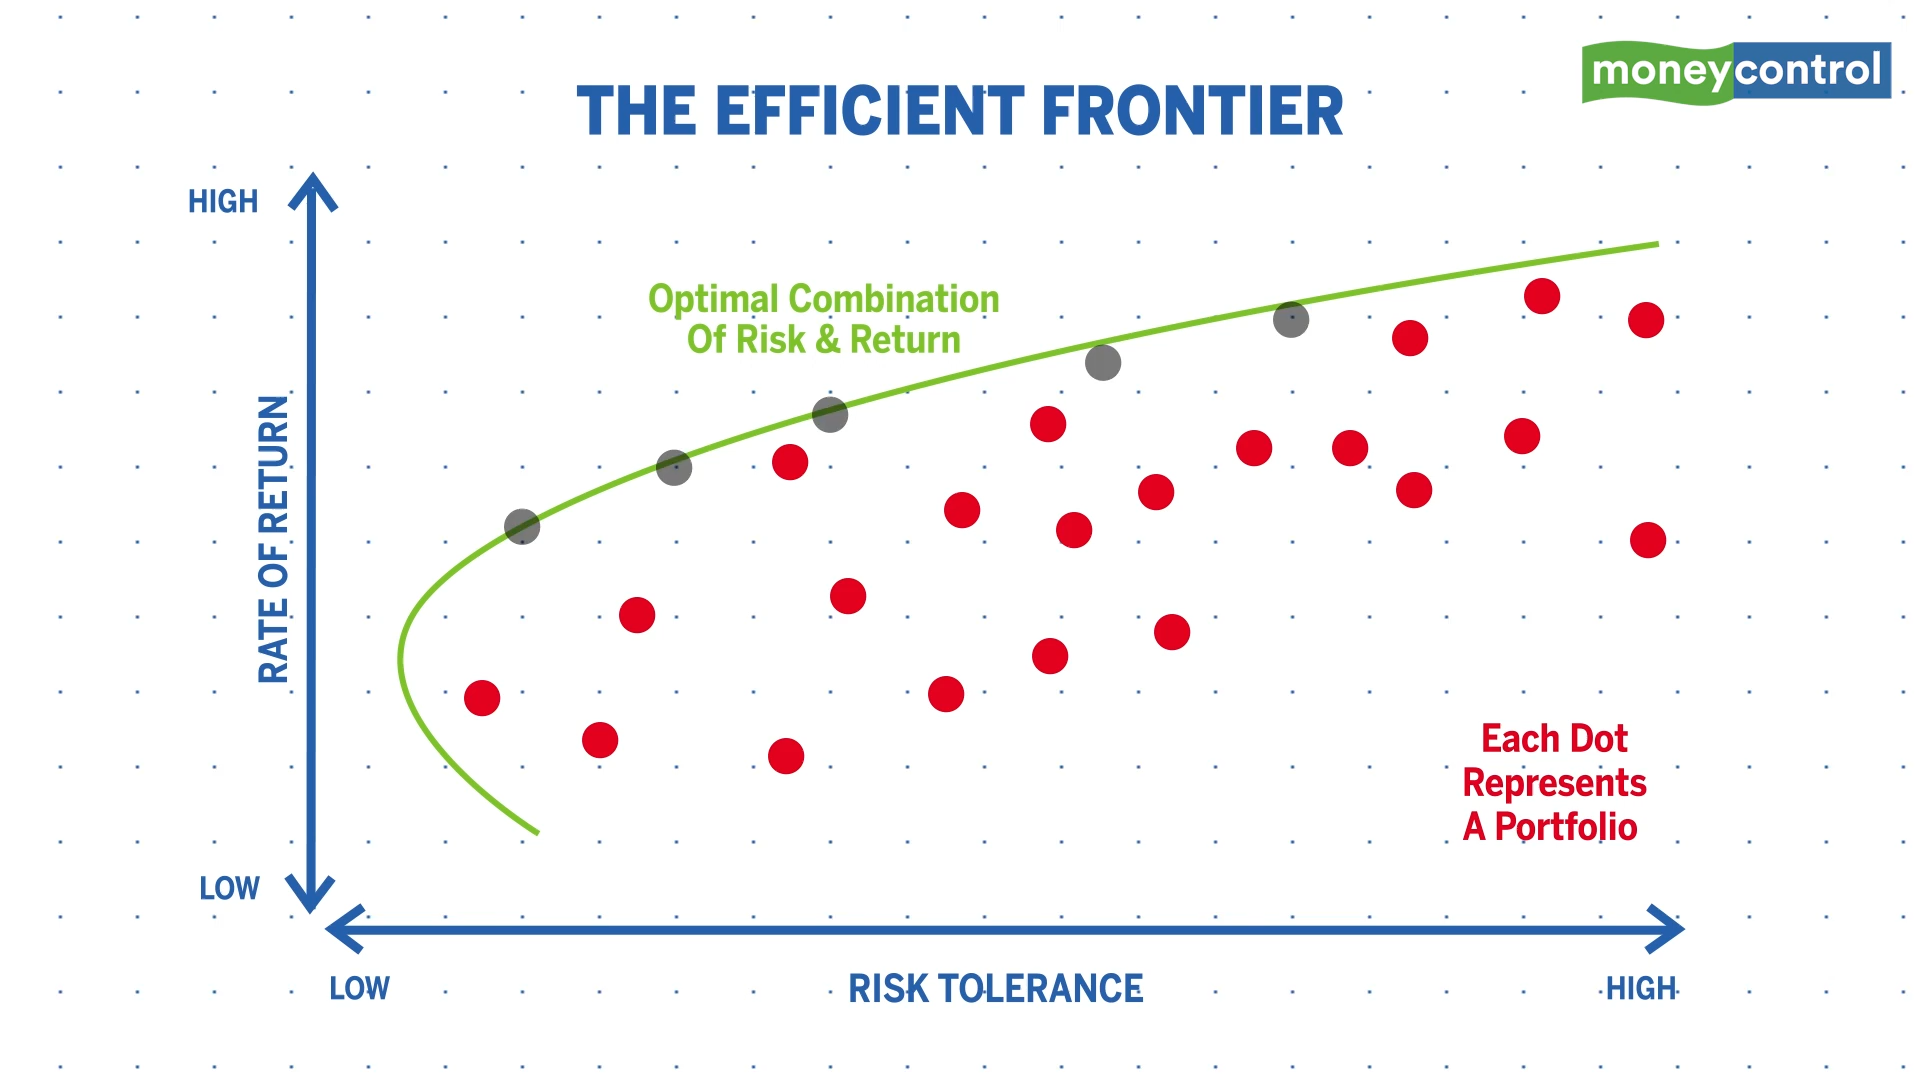 moneycontrol
THE EFFICIENT FRONTIER
HIGH
Optimal Combination
Of Risk & Return
RATE OF RETURN
Each Dot
Represents
A Portfolio
LOW
LOW
RISK TOLERANCE
HIGH